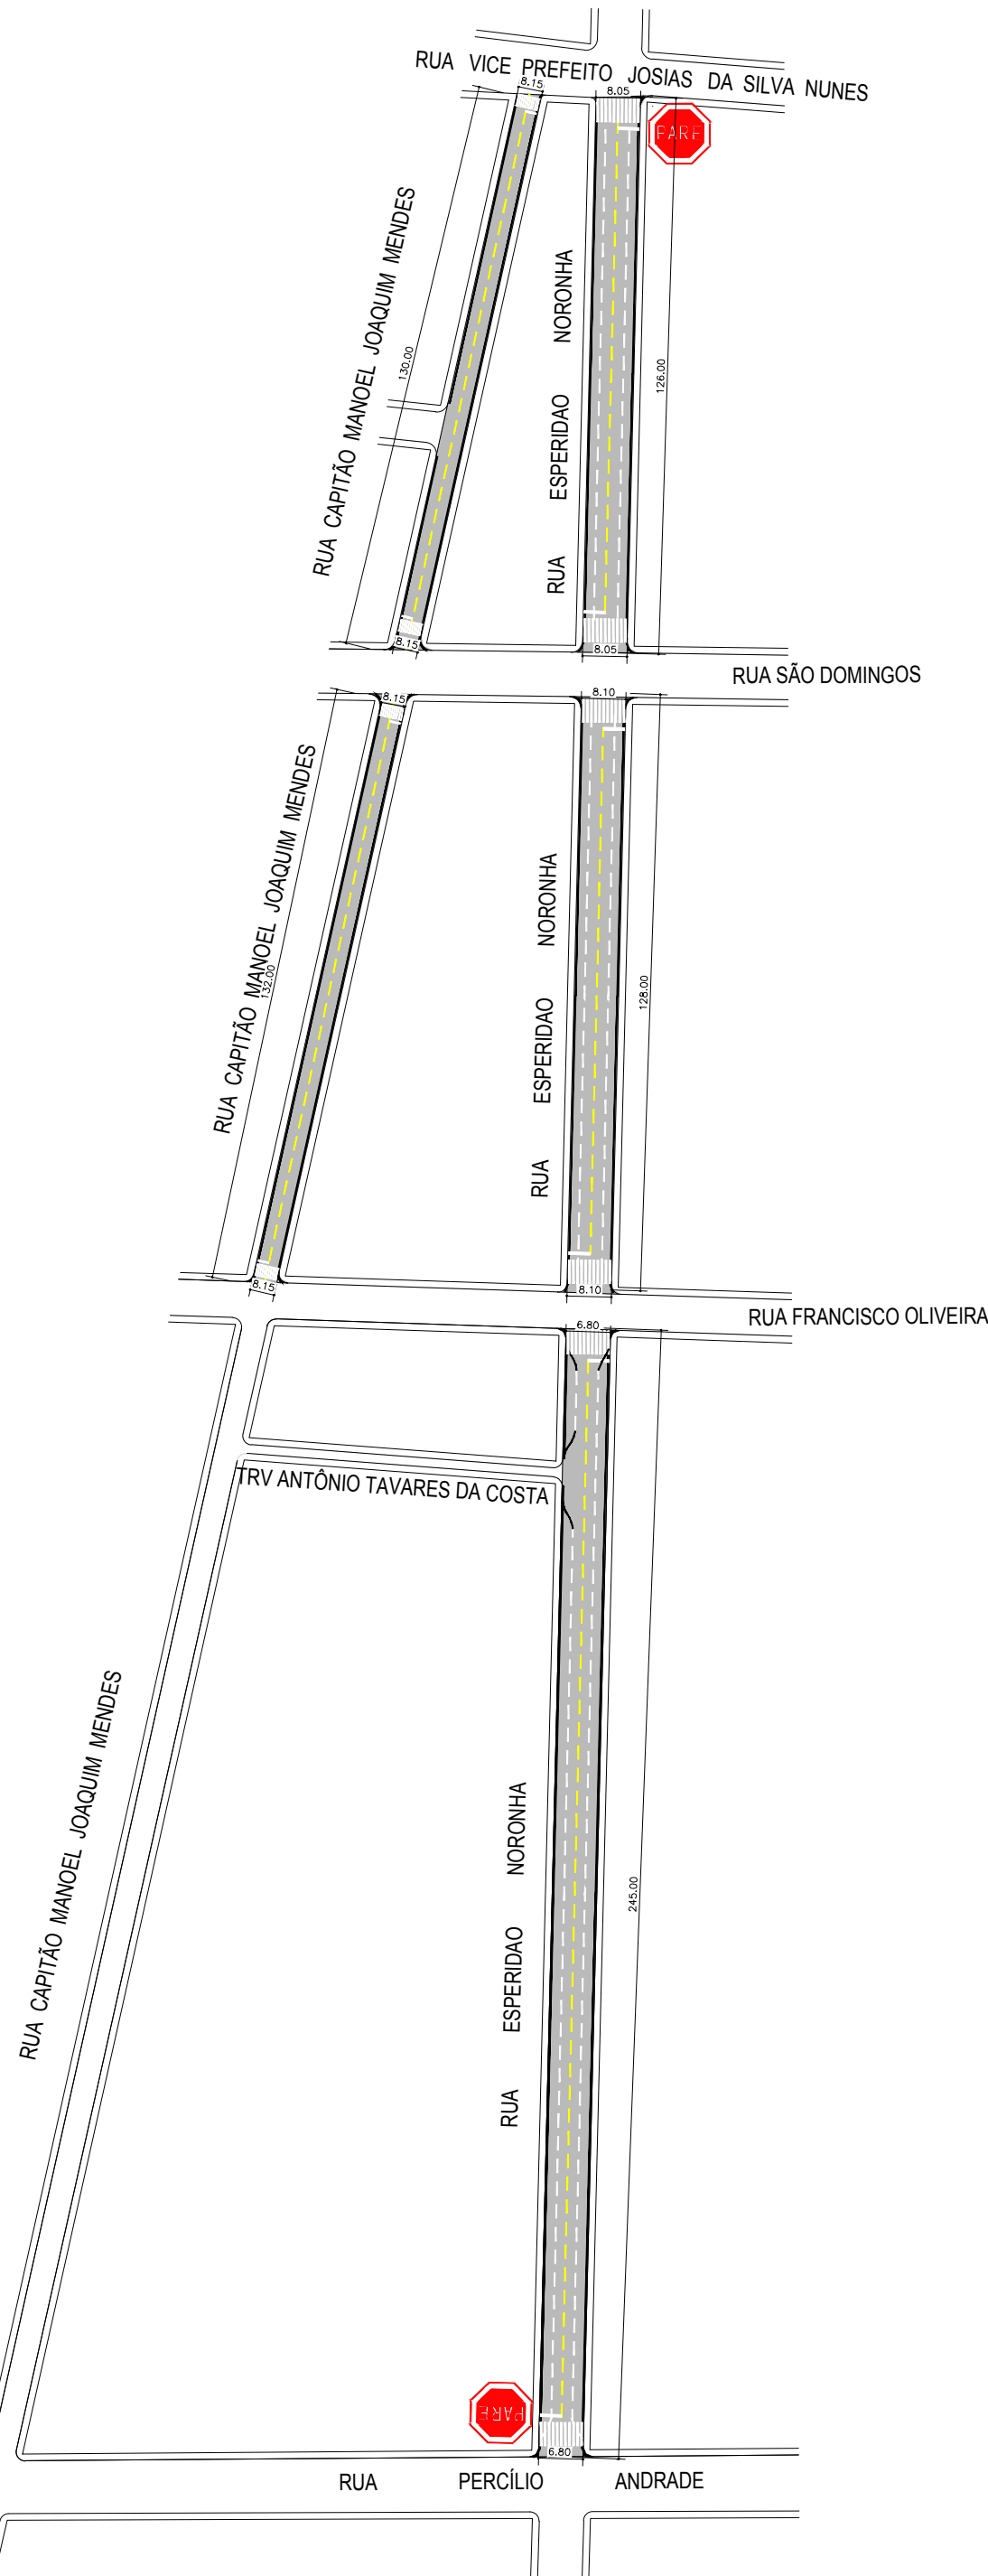 RUA VICE PREFEITO JOSIAS DA SILVA NUNES
8.15
8.05
PARE
RUA CAPITÃO MANOEL JOAQUIM MENDES
130.00
RUA ESPERIDAO NORONHA
126.00
8.15
8.05
RUA SÃO DOMINGOS
8.15
8.10
RUA CAPITÃO MANOEL JOAQUIM MENDES
132.00
RUA ESPERIDAO NORONHA
128.00
8.15
8.10
RUA FRANCISCO OLIVEIRA
6.80
TRV ANTÔNIO TAVARES DA COSTA
RUA CAPITÃO MANOEL JOAQUIM MENDES
RUA ESPERIDAO NORONHA
245.00
PARE
6.80
RUA PERCÍLIO ANDRADE